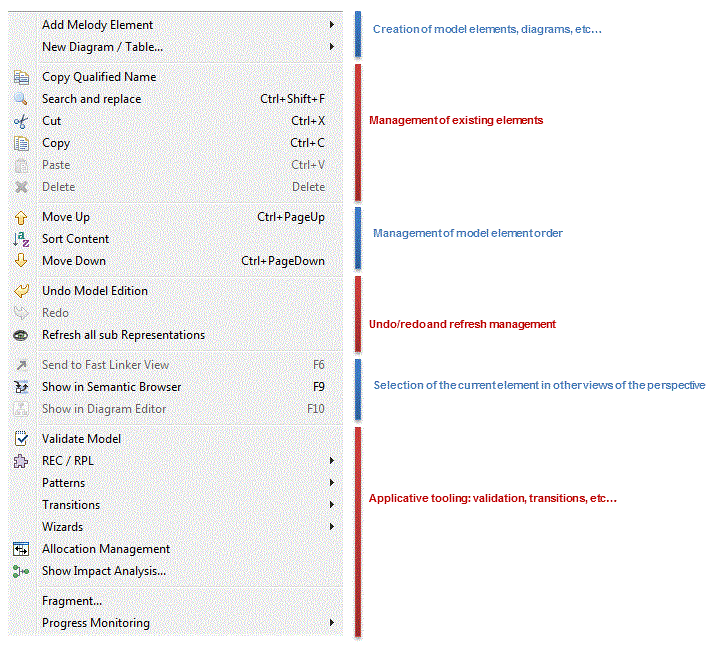 Add Melody Element
New Diagram / Table...
Creation of model elements, diagrams, etc…
Copy Qualified Name
Search and replace Ctrl+Shift+F
Cut Ctrl+X
Copy Ctrl+C
Paste Ctrl+V
Delete Delete
Management of existing elements
Move Up Ctrl+PageUp
Sort Content
Move Down Ctrl+PageDown
Management of model element order
Undo Model Edition
Redo
Refresh all sub Representations
Undo/redo and refresh management
Send to Fast Linker View F6
Show in Semantic Browser F9
Show in Diagram Editor F10
Selection of the current element in other views of the perspective
Validate Model
REC / RPL
Patterns
Transitions
Wizards
Allocation Management
Show Impact Analysis...
Fragment...
Progress Monitoring
Applicative tooling: validation, transitions, etc…